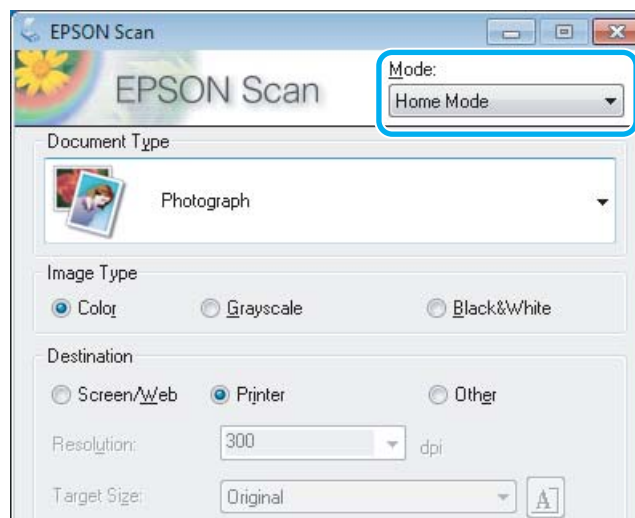 EPSON Scan
EPSON Scan
Mode:
Home Mode
Document Type
Photograph
Image Type
Color Grayscale Black&White
Destination
Screen/Web Printer Other
Resolution: 300 dpi
Target Size: Original A